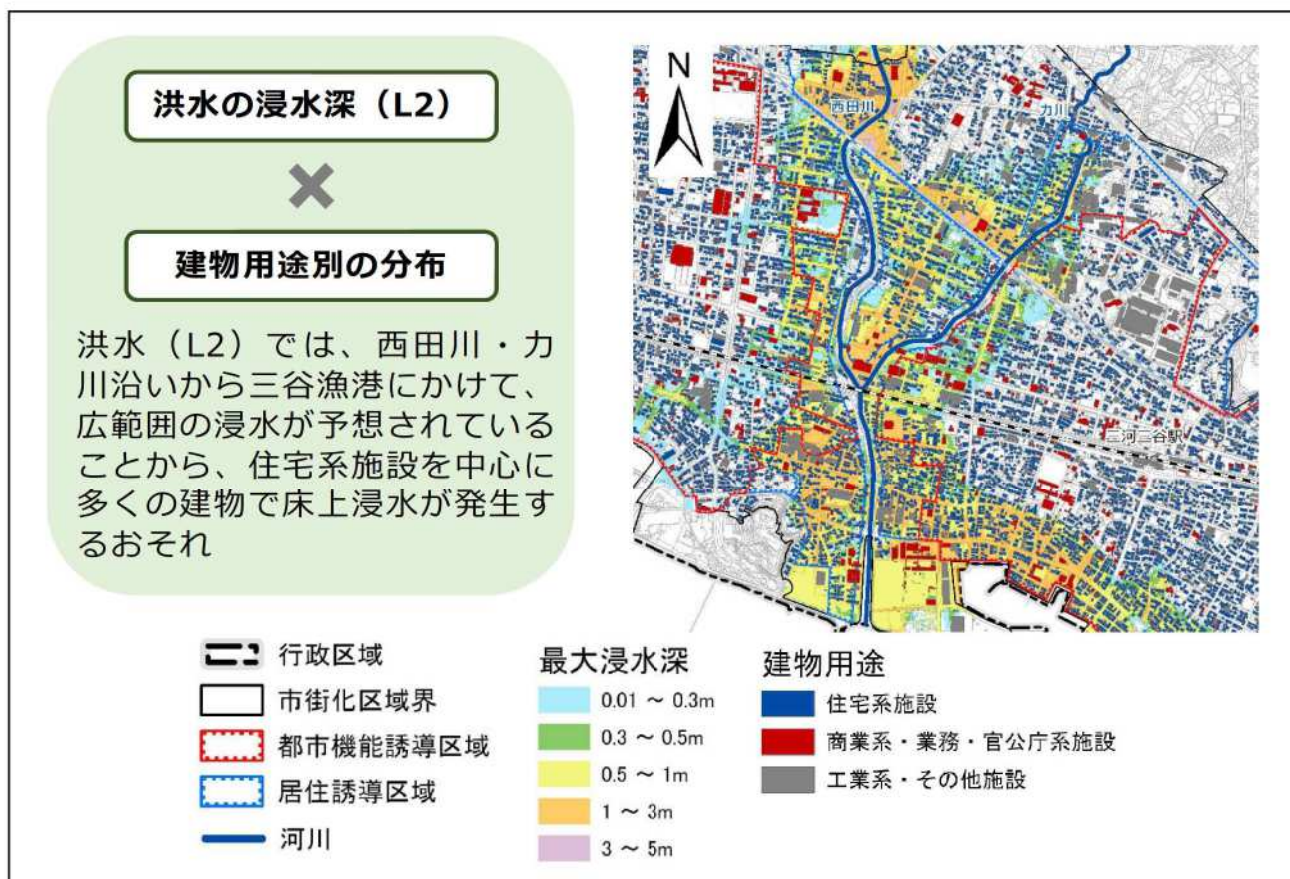 洪水の浸水深（L2）
×
建物用途別の分布
洪水（L2）では、西田川・力
川沿いから三谷漁港にかけて、
広範囲の浸水が予想されている
ことから、住宅系施設を中心に
多くの建物で床上浸水が発生す
るおそれ
N
西田川
力川
三河三谷駅
行政区域
市街化区域界
都市機能誘導区域
居住誘導区域
河川
最大浸水深
0.01 ～ 0.3m
0.3 ～ 0.5m
0.5 ～ 1m
1 ～ 3m
3 ～ 5m
建物用途
住宅系施設
商業系・業務・官公庁系施設
工業系・その他施設